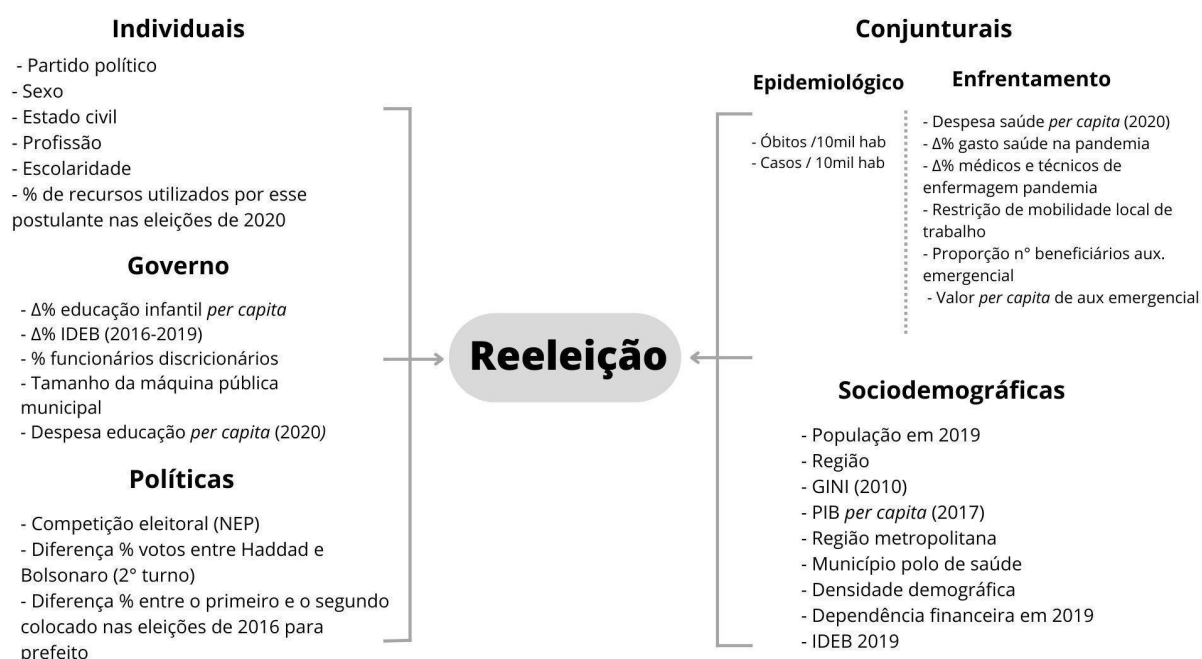 Individuais
- Partido político
- Sexo
- Estado civil
- Profissão
- Escolaridade
- % de recursos utilizados por esse
postulante nas eleições de 2020
Governo
- Δ% educação infantil per capita
- Δ% IDEB (2016-2019)
- % funcionários discricionários
- Tamanho da máquina pública
municipal
- Despesa educação per capita (2020)
Políticas
- Competição eleitoral (NEP)
- Diferença % votos entre Haddad e
Bolsonaro (2° turno)
- Diferença % entre o primeiro e o segundo
colocado nas eleições de 2016 para
prefeito
Reeleição
Conjunturais
Epidemiológico
- Óbitos /10mil hab
- Casos / 10mil hab
Enfrentamento
- Despesa saúde per capita (2020)
- Δ% gasto saúde na pandemia
- Δ% médicos e técnicos de
enfermagem pandemia
- Restrição de mobilidade local de
trabalho
- Proporção n° beneficiários aux.
emergencial
- Valor per capita de aux emergencial
Sociodemográficas
- População em 2019
- Região
- GINI (2010)
- PIB per capita (2017)
- Região metropolitana
- Município polo de saúde
- Densidade demográfica
- Dependência financeira em 2019
- IDEB 2019